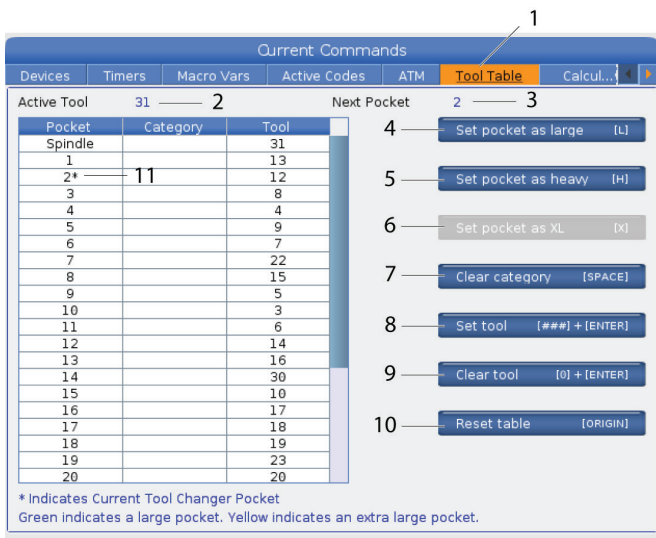 1
Current Commands
Devices Timers Macro Vars Active Codes ATM Tool Table Calcul...
Active Tool 31 2 Next Pocket 2 3
Pocket Category Tool
Spindle 31
1 13
2* 11 12
3 8
4 4
5 9
6 7
7 22
8 15
9 5
10 3
11 6
12 14
13 16
14 30
15 10
16 17
17 18
18 19
19 23
20 20
4 Set pocket as large [L]
5 Set pocket as heavy [H]
6 Set pocket as XL [X]
7 Clear category [SPACE]
8 Set tool [###] + [ENTER]
9 Clear tool [0] + [ENTER]
10 Reset table [ORIGIN]
* Indicates Current Tool Changer Pocket
Green indicates a large pocket. Yellow indicates an extra large pocket.